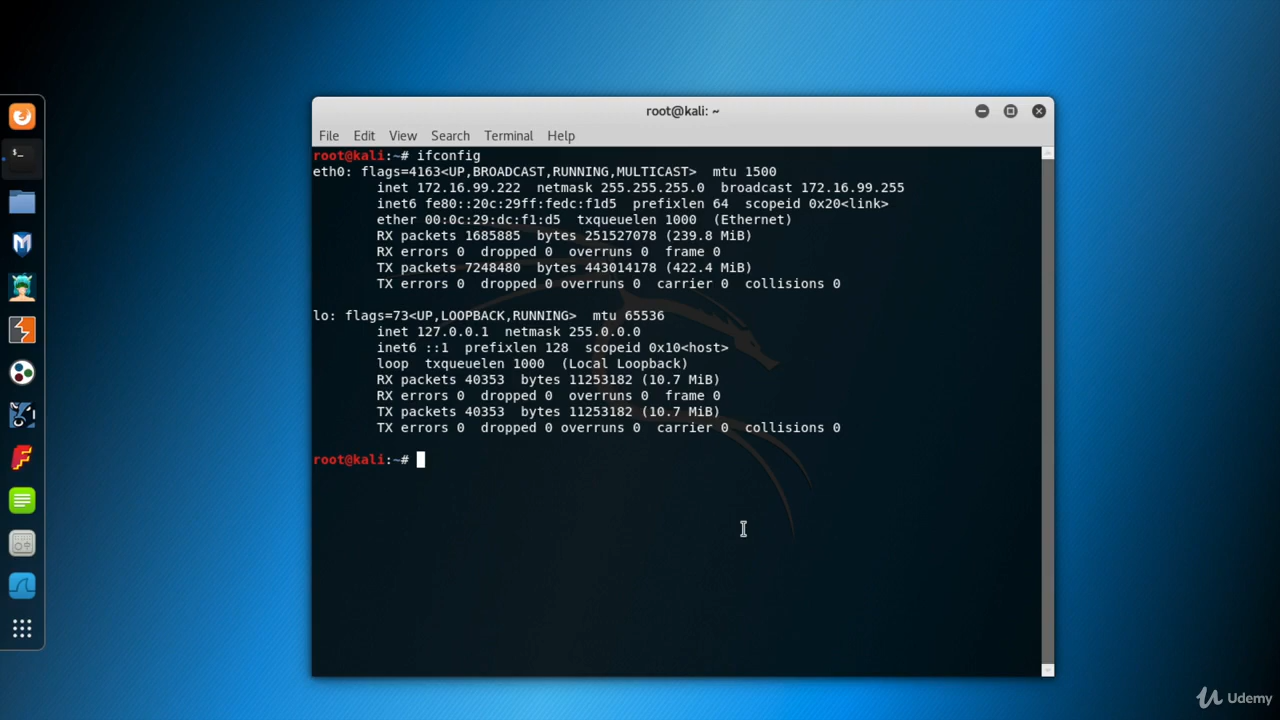 root@kali: ~
File Edit View Search Terminal Help
root@kali:~# ifconfig
eth0: flags=4163<UP,BROADCAST,RUNNING,MULTICAST>  mtu 1500
        inet 172.16.99.222  netmask 255.255.255.0  broadcast 172.16.99.255
        inet6 fe80::20c:29ff:fedc:f1d5  prefixlen 64  scopeid 0x20<link>
        ether 00:0c:29:dc:f1:d5  txqueuelen 1000  (Ethernet)
        RX packets 1685885  bytes 251527078 (239.8 MiB)
        RX errors 0  dropped 0  overruns 0  frame 0
        TX packets 7248480  bytes 443014178 (422.4 MiB)
        TX errors 0  dropped 0 overruns 0  carrier 0  collisions 0
lo: flags=73<UP,LOOPBACK,RUNNING>  mtu 65536
        inet 127.0.0.1  netmask 255.0.0.0
        inet6 ::1  prefixlen 128  scopeid 0x10<host>
        loop  txqueuelen 1000  (Local Loopback)
        RX packets 40353  bytes 11253182 (10.7 MiB)
        RX errors 0  dropped 0  overruns 0  frame 0
        TX packets 40353  bytes 11253182 (10.7 MiB)
        TX errors 0  dropped 0 overruns 0  carrier 0  collisions 0
root@kali:~#
Udemy